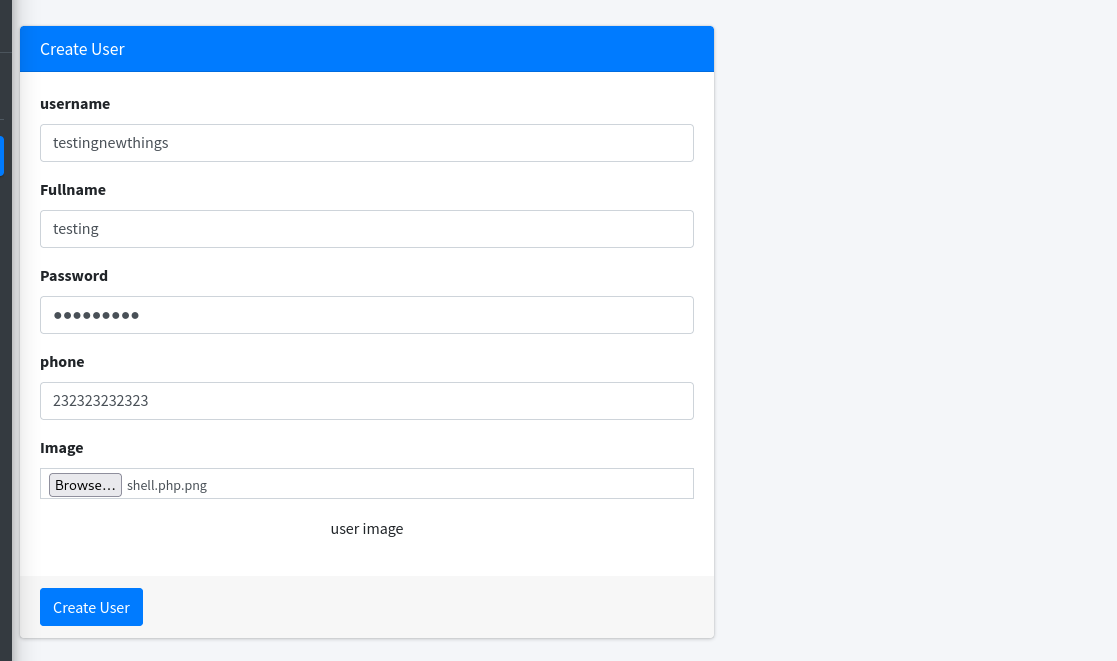 Create User
username
testingnewthings
Fullname
testing
Password
●●●●●●●●●
phone
232323232323
Image
Browse... shell.php.png
user image
Create User